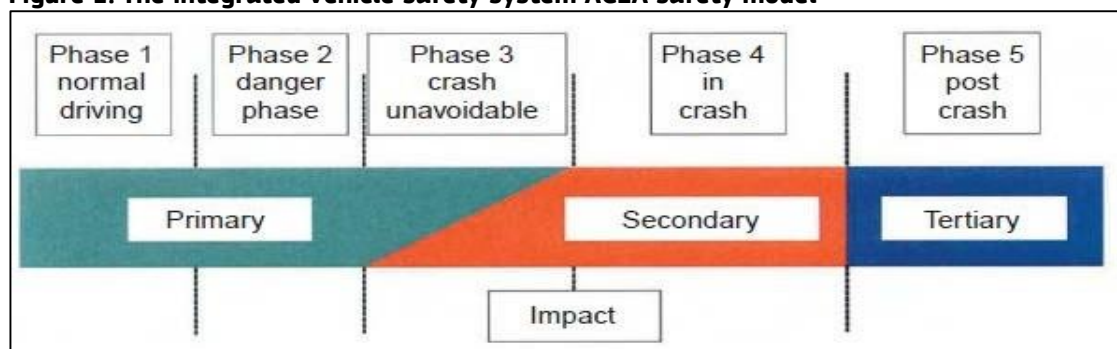 Figure 1: The integrated vehicle safety system ACEA safety model
Phase 1
normal
driving
Phase 2
danger
phase
Phase 3
crash
unavoidable
Phase 4
in
crash
Phase 5
post
crash
Primary
Secondary
Tertiary
Impact